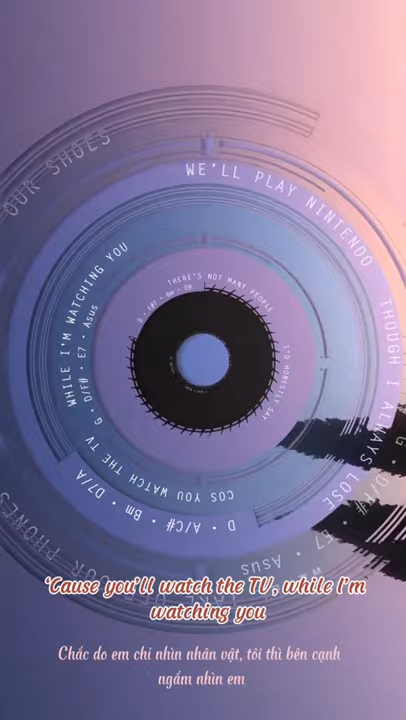 OUR SHOES
WE'LL PLAY NINTENDO
THOUGH I ALWAYS LOSE
COS YOU WATCH THE TV
WHILE I'M WATCHING YOU
THERE'S NOT MANY PEOPLE
I'D HONESTLY SAY
G • D/F# • E7 • Asus
D • A/C# • Bm • D7/A
D/F# • E7 • Asus
OUR PHONES
'Cause you'll watch the TV, while I'm
watching you
Chắc do em chỉ nhìn nhân vật, tôi thì bên cạnh
ngắm nhìn em